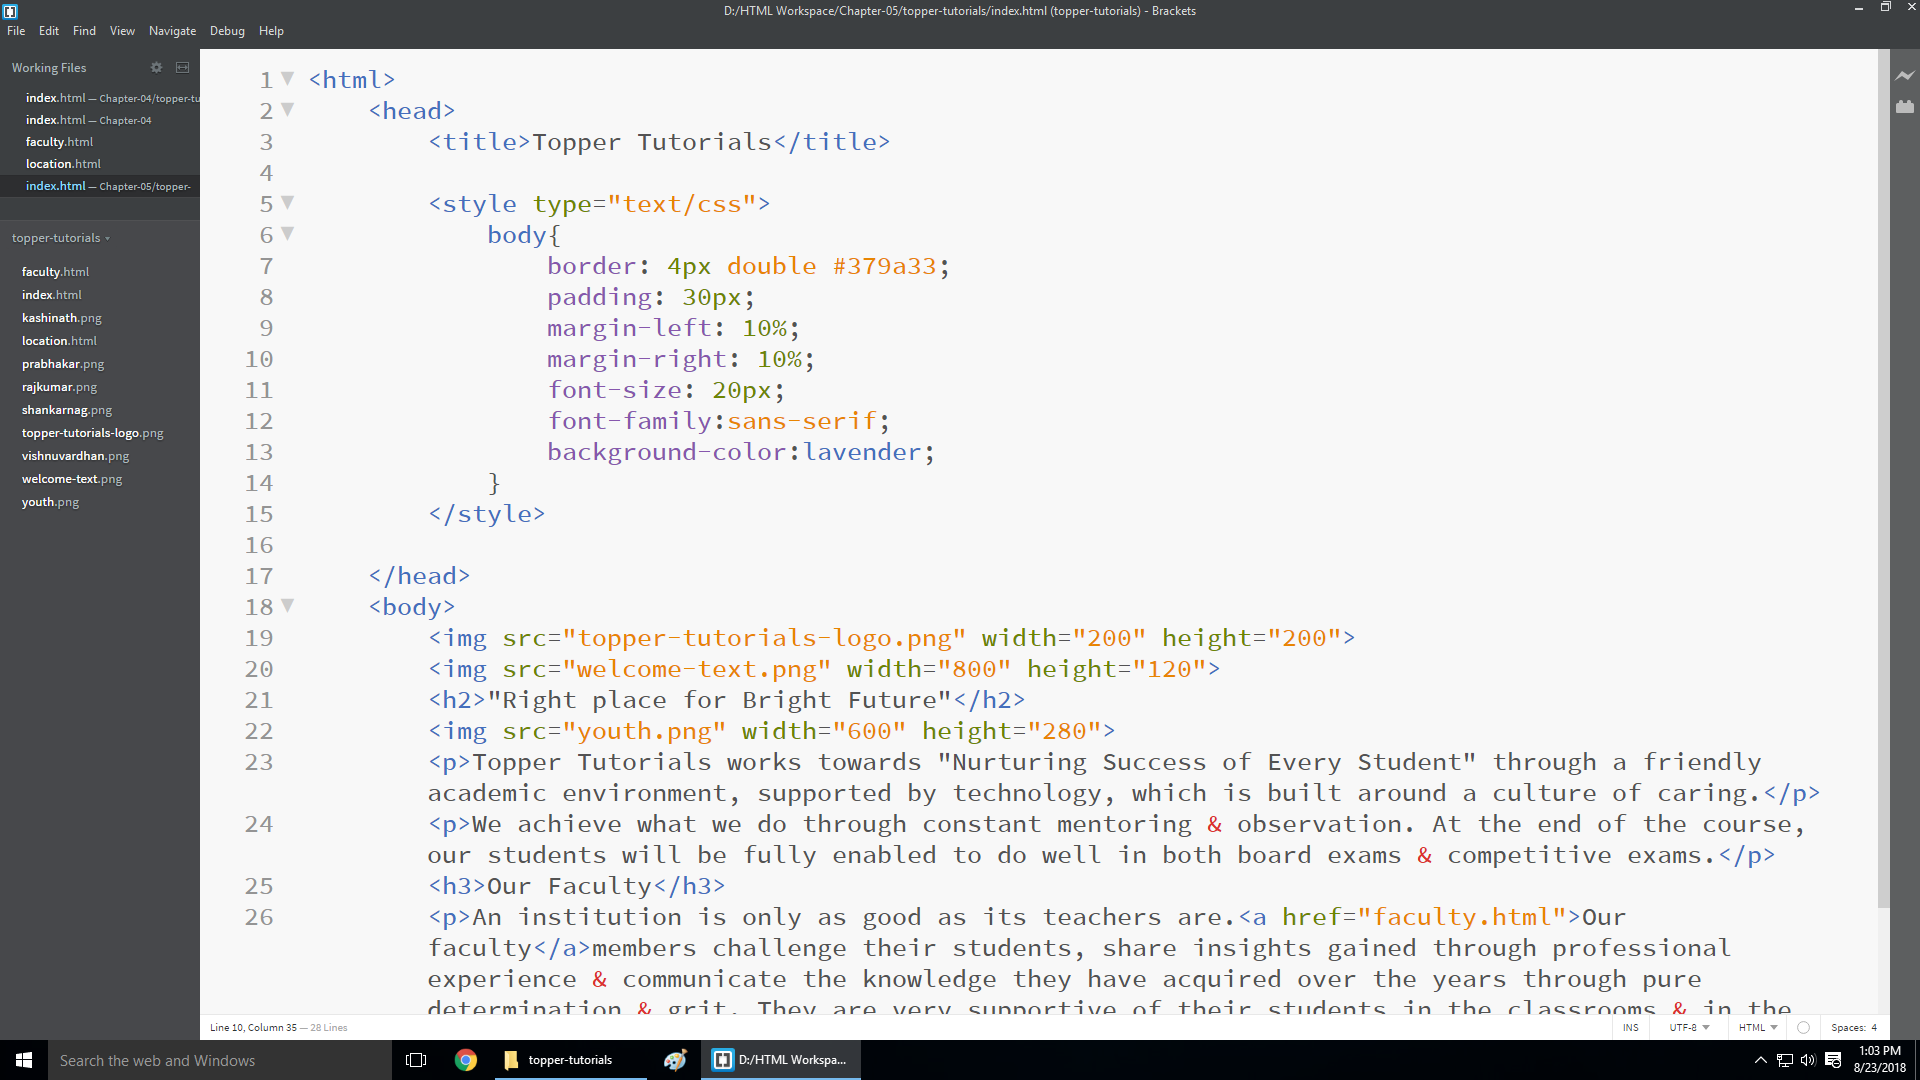 D:/HTML Workspace/Chapter-05/topper-tutorials/index.html (topper-tutorials) - Brackets
File Edit Find View Navigate Debug Help
Working Files
index.html — Chapter-04/topper-tu
index.html — Chapter-04
faculty.html
location.html
index.html — Chapter-05/topper-
topper-tutorials
faculty.html
index.html
kashinath.png
location.html
prabhakar.png
rajkumar.png
shankarnag.png
topper-tutorials-logo.png
vishnuvardhan.png
welcome-text.png
youth.png
1 <html>
2 <head>
3 <title>Topper Tutorials</title>
4
5 <style type="text/css">
6 body{
7 border: 4px double #379a33;
8 padding: 30px;
9 margin-left: 10%;
10 margin-right: 10%;
11 font-size: 20px;
12 font-family:sans-serif;
13 background-color:lavender;
14 }
15 </style>
16
17 </head>
18 <body>
19 <img src="topper-tutorials-logo.png" width="200" height="200">
20 <img src="welcome-text.png" width="800" height="120">
21 <h2>"Right place for Bright Future"</h2>
22 <img src="youth.png" width="600" height="280">
23 <p>Topper Tutorials works towards "Nurturing Success of Every Student" through a friendly
academic environment, supported by technology, which is built around a culture of caring.</p>
24 <p>We achieve what we do through constant mentoring & observation. At the end of the course,
our students will be fully enabled to do well in both board exams & competitive exams.</p>
25 <h3>Our Faculty</h3>
26 <p>An institution is only as good as its teachers are.<a href="faculty.html">Our
faculty</a>members challenge their students, share insights gained through professional
experience & communicate the knowledge they have acquired over the years through pure
determination & grit. They are very supportive of their students in the classrooms & in the
Line 10, Column 35 — 28 Lines
INS UTF-8 HTML Spaces: 4
Search the web and Windows
topper-tutorials
D:/HTML Workspa...
1:03 PM
8/23/2018